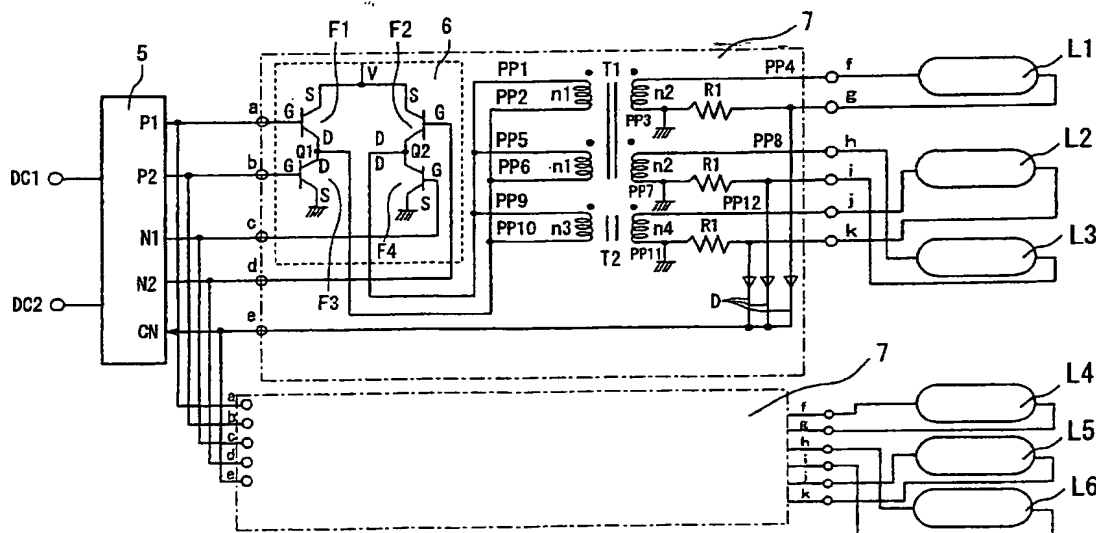 7
F1 F2 6
5
V
PP1 T1 PP4 f L1
S S
a G G PP2 n1 n2 R1 g
P1
D PP3
PP5 PP8 h
Q1 D D Q2
b G G PP6 n1 n2 R1 i L2
P2
DC1
S S PP7
PP9 PP12 j
F4
c PP10 n3 n4 R1 k
N1
T2 PP11 L3
d
N2
F3 D
DC2
e
CN
7
a f L4
b g
c h L5
d i
e j
k L6